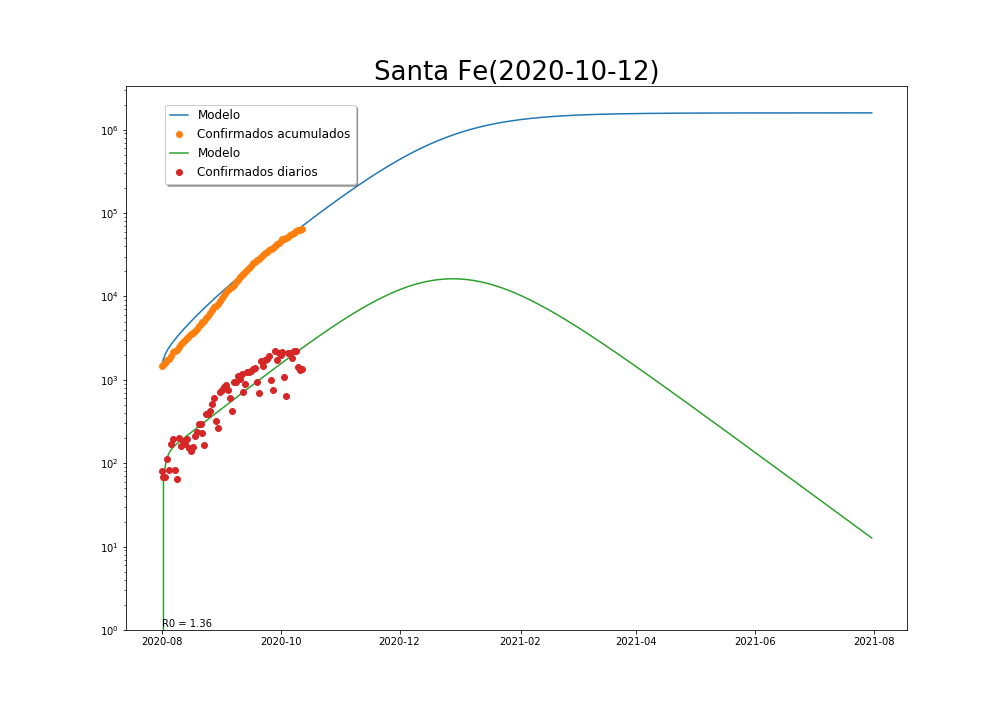 Santa Fe(2020-10-12)
Modelo
Confirmados acumulados
Modelo
Confirmados diarios
10^6
10^5
10^4
10^3
10^2
10^1
10^0
R0 = 1.36
2020-08 2020-10 2020-12 2021-02 2021-04 2021-06 2021-08